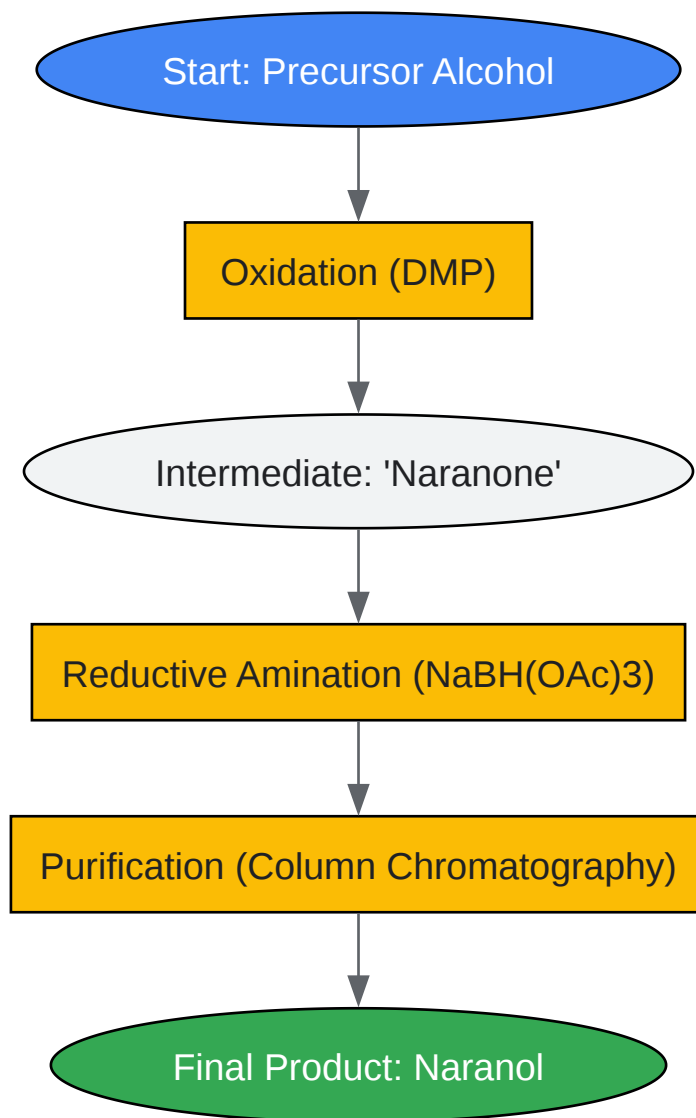 Start: Precursor Alcohol
Oxidation (DMP)
Intermediate: 'Naranone'
Reductive Amination (NaBH(OAc)3)
Purification (Column Chromatography)
Final Product: Naranol